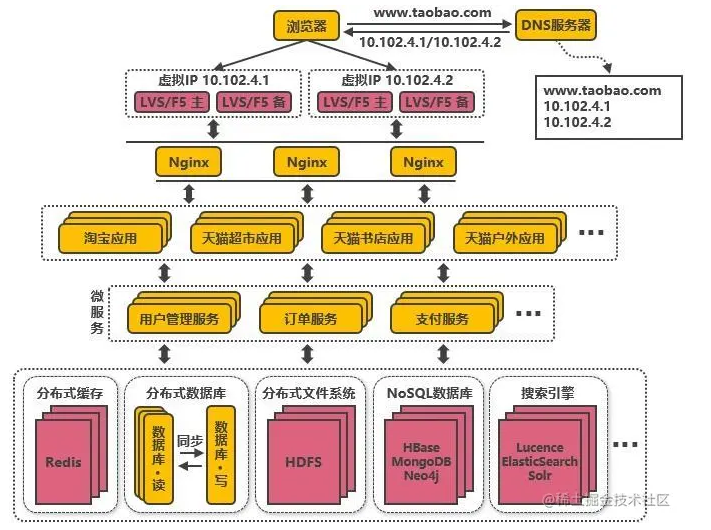 浏览器
www.taobao.com
10.102.4.1/10.102.4.2
DNS服务器
虚拟IP 10.102.4.1
LVS/F5 主
LVS/F5 备
虚拟IP 10.102.4.2
LVS/F5 主
LVS/F5 备
www.taobao.com
10.102.4.1
10.102.4.2
Nginx
Nginx
Nginx
淘宝应用
天猫超市应用
天猫书店应用
天猫户外应用
...
微服务
用户管理服务
订单服务
支付服务
...
分布式缓存
Redis
分布式数据库
数据库·读
同步
数据库·写
分布式文件系统
HDFS
NoSQL数据库
HBase
MongoDB
Neo4j
搜索引擎
Lucence
ElasticSearch
Solr
...
@稀土掘金技术社区